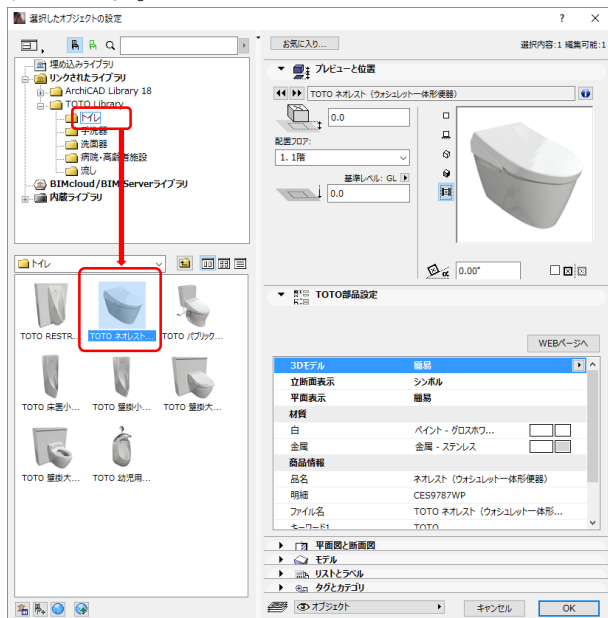 選択したオブジェクトの設定
? ×
お気に入り...
選択内容:1 編集可能:1
埋め込みライブラリ
リンクされたライブラリ
ArchiCAD Library 18
TOTO Library
トイレ
手洗器
洗面器
病院・高齢者施設
流し
BIMcloud/BIM Serverライブラリ
内蔵ライブラリ
トイレ
TOTO RESTR...
TOTO ネオレスト...
TOTO パブリック...
TOTO 床置小...
TOTO 壁掛小...
TOTO 壁掛大...
TOTO 壁掛大...
TOTO 幼児用...
プレビューと位置
TOTO ネオレスト（ウォシュレット一体形便器）
0.0
配置フロア:
1. 1階
基準レベル: GL
0.0
α 0.00°
TOTO部品設定
WEBページへ
3Dモデル 簡易
立断面表示 シンボル
平面表示 簡易
材質
白 ペイント - グロスホワ...
金属 金属 - ステンレス
商品情報
品名 ネオレスト（ウォシュレット一体形便器）
明細 CES9787WP
ファイル名 TOTO ネオレスト（ウォシュレット一体形...
キーワード1 TOTO
平面図と断面図
モデル
リストとラベル
タグとカテゴリ
オブジェクト
キャンセル
OK